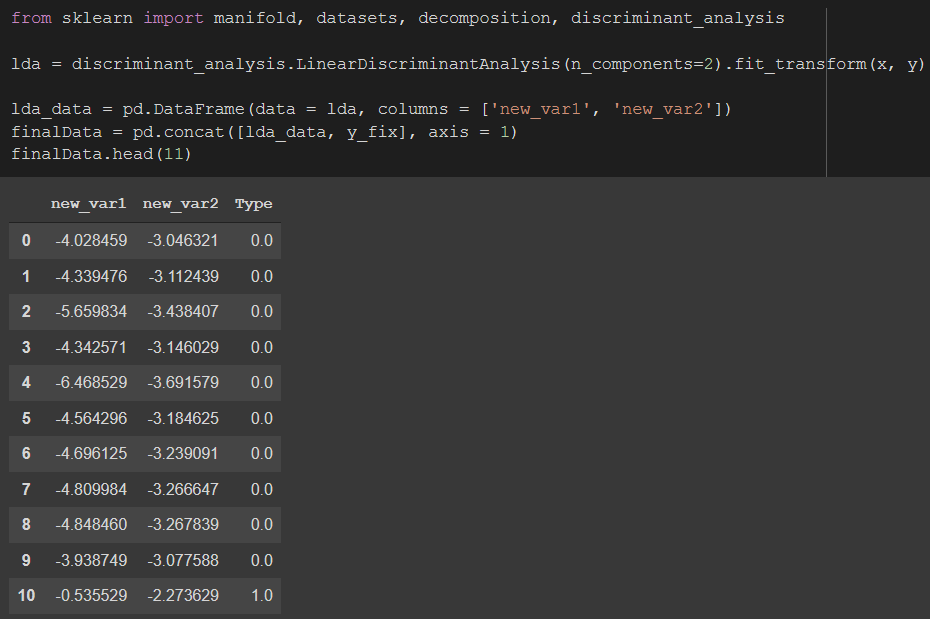 from sklearn import manifold, datasets, decomposition, discriminant_analysis
lda = discriminant_analysis.LinearDiscriminantAnalysis(n_components=2).fit_transform(x, y)
lda_data = pd.DataFrame(data = lda, columns = ['new_var1', 'new_var2'])
finalData = pd.concat([lda_data, y_fix], axis = 1)
finalData.head(11)
new_var1 new_var2 Type
0 -4.028459 -3.046321 0.0
1 -4.339476 -3.112439 0.0
2 -5.659834 -3.438407 0.0
3 -4.342571 -3.146029 0.0
4 -6.468529 -3.691579 0.0
5 -4.564296 -3.184625 0.0
6 -4.696125 -3.239091 0.0
7 -4.809984 -3.266647 0.0
8 -4.848460 -3.267839 0.0
9 -3.938749 -3.077588 0.0
10 -0.535529 -2.273629 1.0